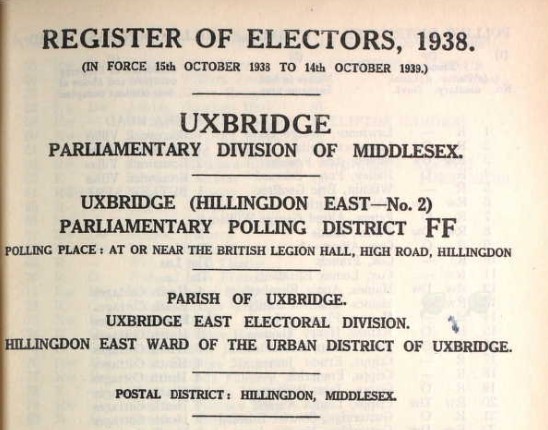 REGISTER OF ELECTORS, 1938.
(IN FORCE 15th OCTOBER 1938 TO 14th OCTOBER 1939.)
UXBRIDGE
PARLIAMENTARY DIVISION OF MIDDLESEX.
UXBRIDGE (HILLINGDON EAST—No. 2)
PARLIAMENTARY POLLING DISTRICT FF
POLLING PLACE: AT OR NEAR THE BRITISH LEGION HALL, HIGH ROAD, HILLINGDON
PARISH OF UXBRIDGE.
UXBRIDGE EAST ELECTORAL DIVISION.
HILLINGDON EAST WARD OF THE URBAN DISTRICT OF UXBRIDGE.
POSTAL DISTRICT: HILLINGDON, MIDDLESEX.